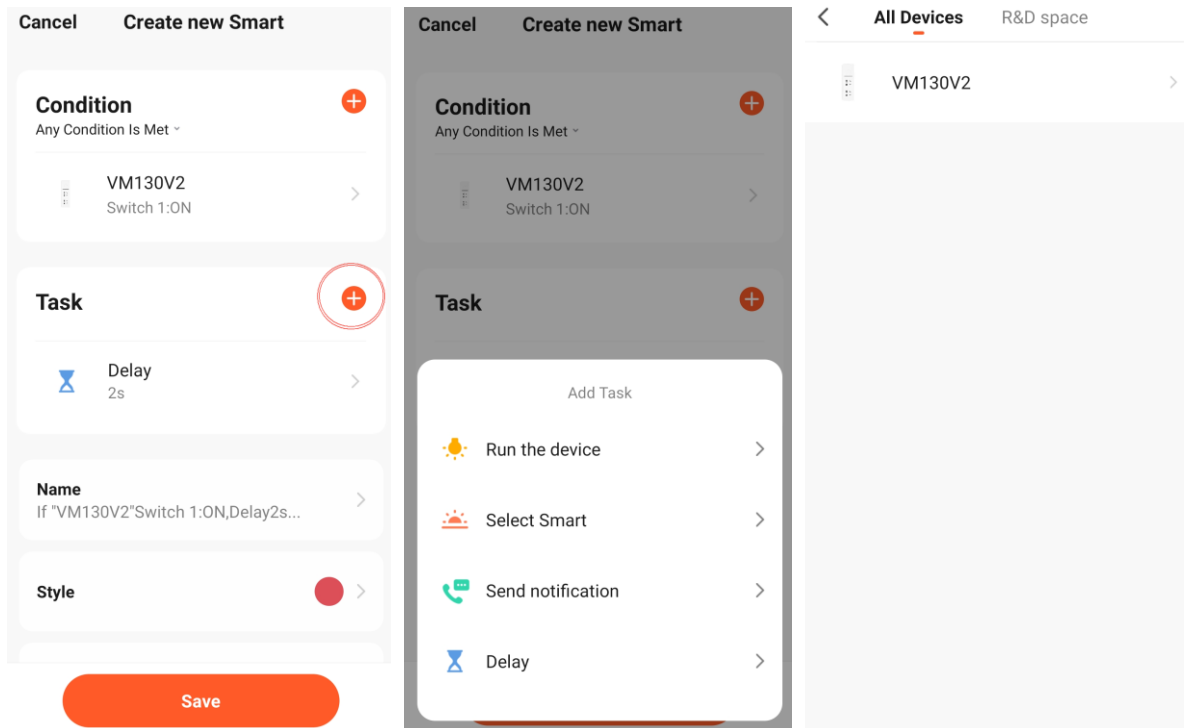 Cancel Create new Smart
Condition
Any Condition Is Met
VM130V2
Switch 1:ON
Task
Delay
2s
Name
If "VM130V2"Switch 1:ON,Delay2s...
Style
Save
Cancel Create new Smart
Condition
Any Condition Is Met
VM130V2
Switch 1:ON
Task
Add Task
Run the device
Select Smart
Send notification
Delay
All Devices R&D space
VM130V2